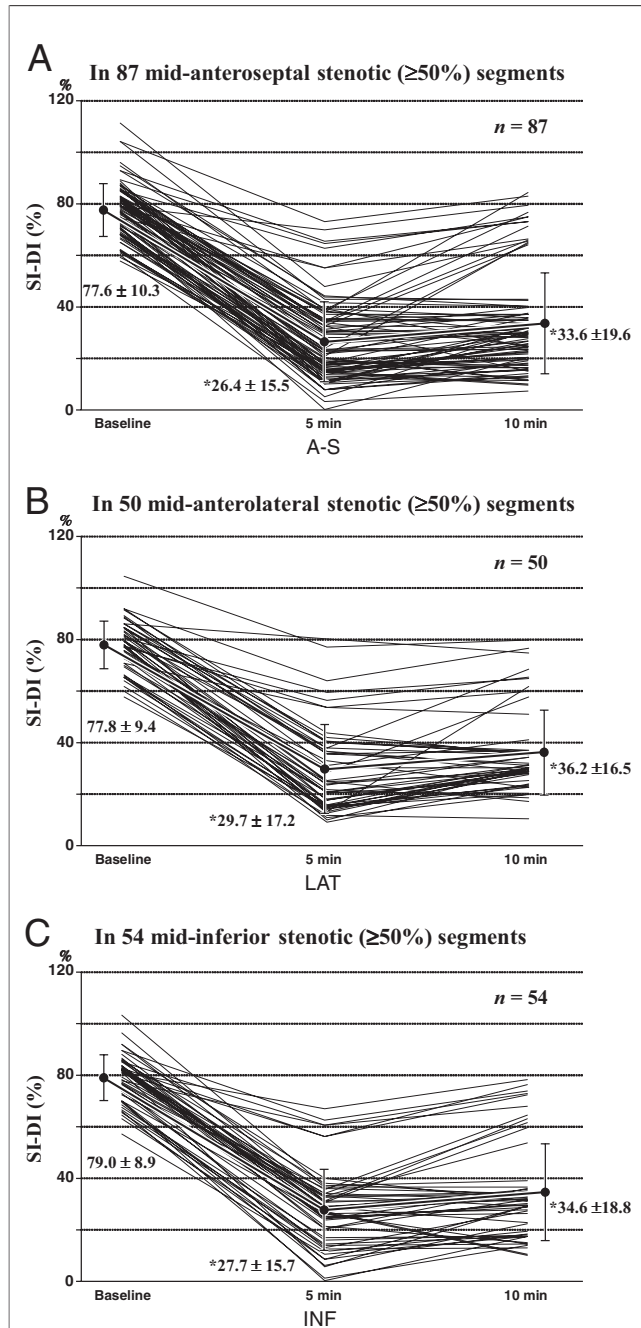 A
In 87 mid-anteroseptal stenotic (≥50%) segments
%
120
n = 87
80
SI-DI (%)
77.6 ± 10.3
40
*33.6 ±19.6
*26.4 ± 15.5
0
Baseline 5 min 10 min
A-S
B
In 50 mid-anterolateral stenotic (≥50%) segments
%
120
n = 50
80
SI-DI (%)
77.8 ± 9.4
40
*36.2 ±16.5
*29.7 ± 17.2
0
Baseline 5 min 10 min
LAT
C
In 54 mid-inferior stenotic (≥50%) segments
%
120
n = 54
80
SI-DI (%)
79.0 ± 8.9
40
*34.6 ±18.8
*27.7 ± 15.7
0
Baseline 5 min 10 min
INF